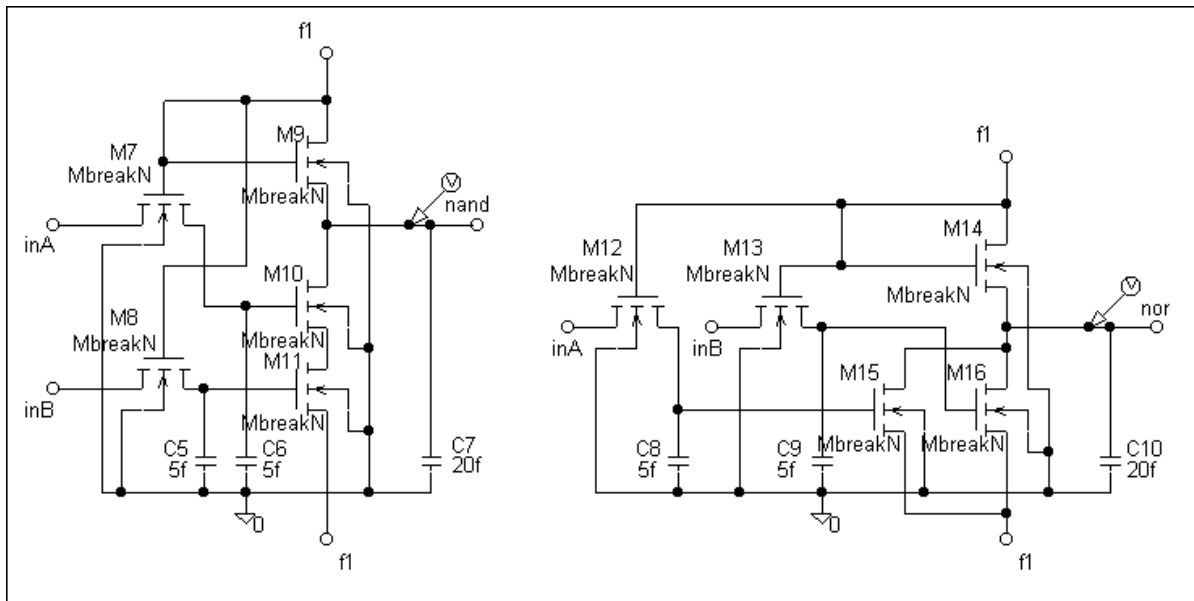 f1
M9
MbreakN
M7
MbreakN
V
nand
inA
M10
MbreakN
M8
MbreakN
M11
MbreakN
inB
C5
5f
C6
5f
C7
20f
0
f1
f1
M14
MbreakN
M12
MbreakN
M13
MbreakN
V
nor
inA
inB
M15
MbreakN
M16
MbreakN
C8
5f
C9
5f
C10
20f
0
f1